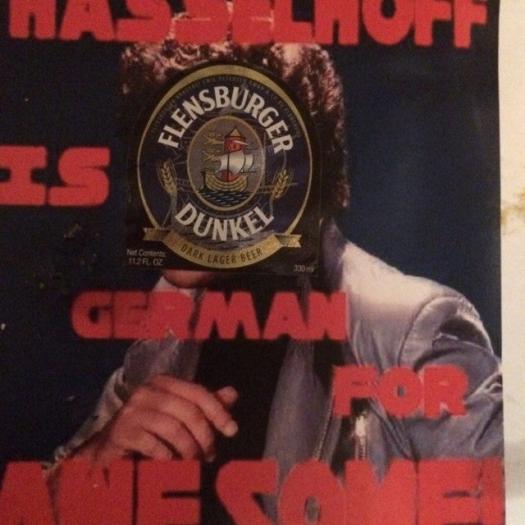 HASSELHOFF
FLENSBURGER
IS
DUNKEL
DARK LAGER BEER
Net Contents:
11.2 FL. OZ
330 ml
GERMAN
FOR
AWESOME!